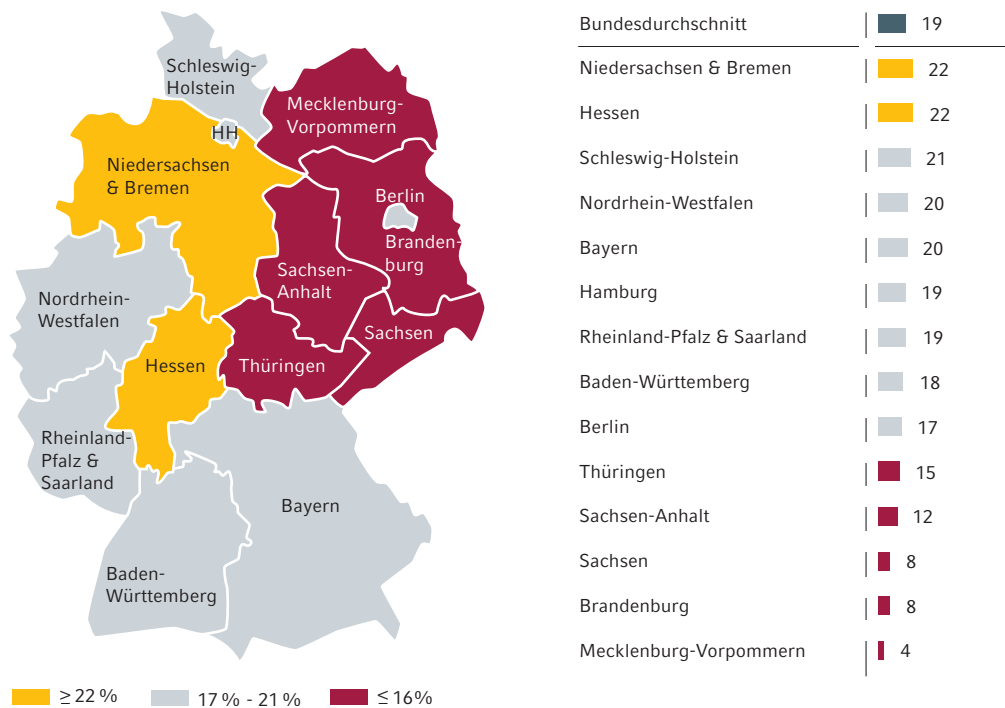 Schleswig-
Holstein
Mecklenburg-
Vorpommern
HH
Niedersachsen
& Bremen
Berlin
Branden-
burg
Sachsen-
Anhalt
Nordrhein-
Westfalen
Sachsen
Hessen
Thüringen
Rheinland-
Pfalz &
Saarland
Bayern
Baden-
Württemberg
≥ 22 %
17 % - 21 %
≤ 16 %
Bundesdurchschnitt 19
Niedersachsen & Bremen 22
Hessen 22
Schleswig-Holstein 21
Nordrhein-Westfalen 20
Bayern 20
Hamburg 19
Rheinland-Pfalz & Saarland 19
Baden-Württemberg 18
Berlin 17
Thüringen 15
Sachsen-Anhalt 12
Sachsen 8
Brandenburg 8
Mecklenburg-Vorpommern 4